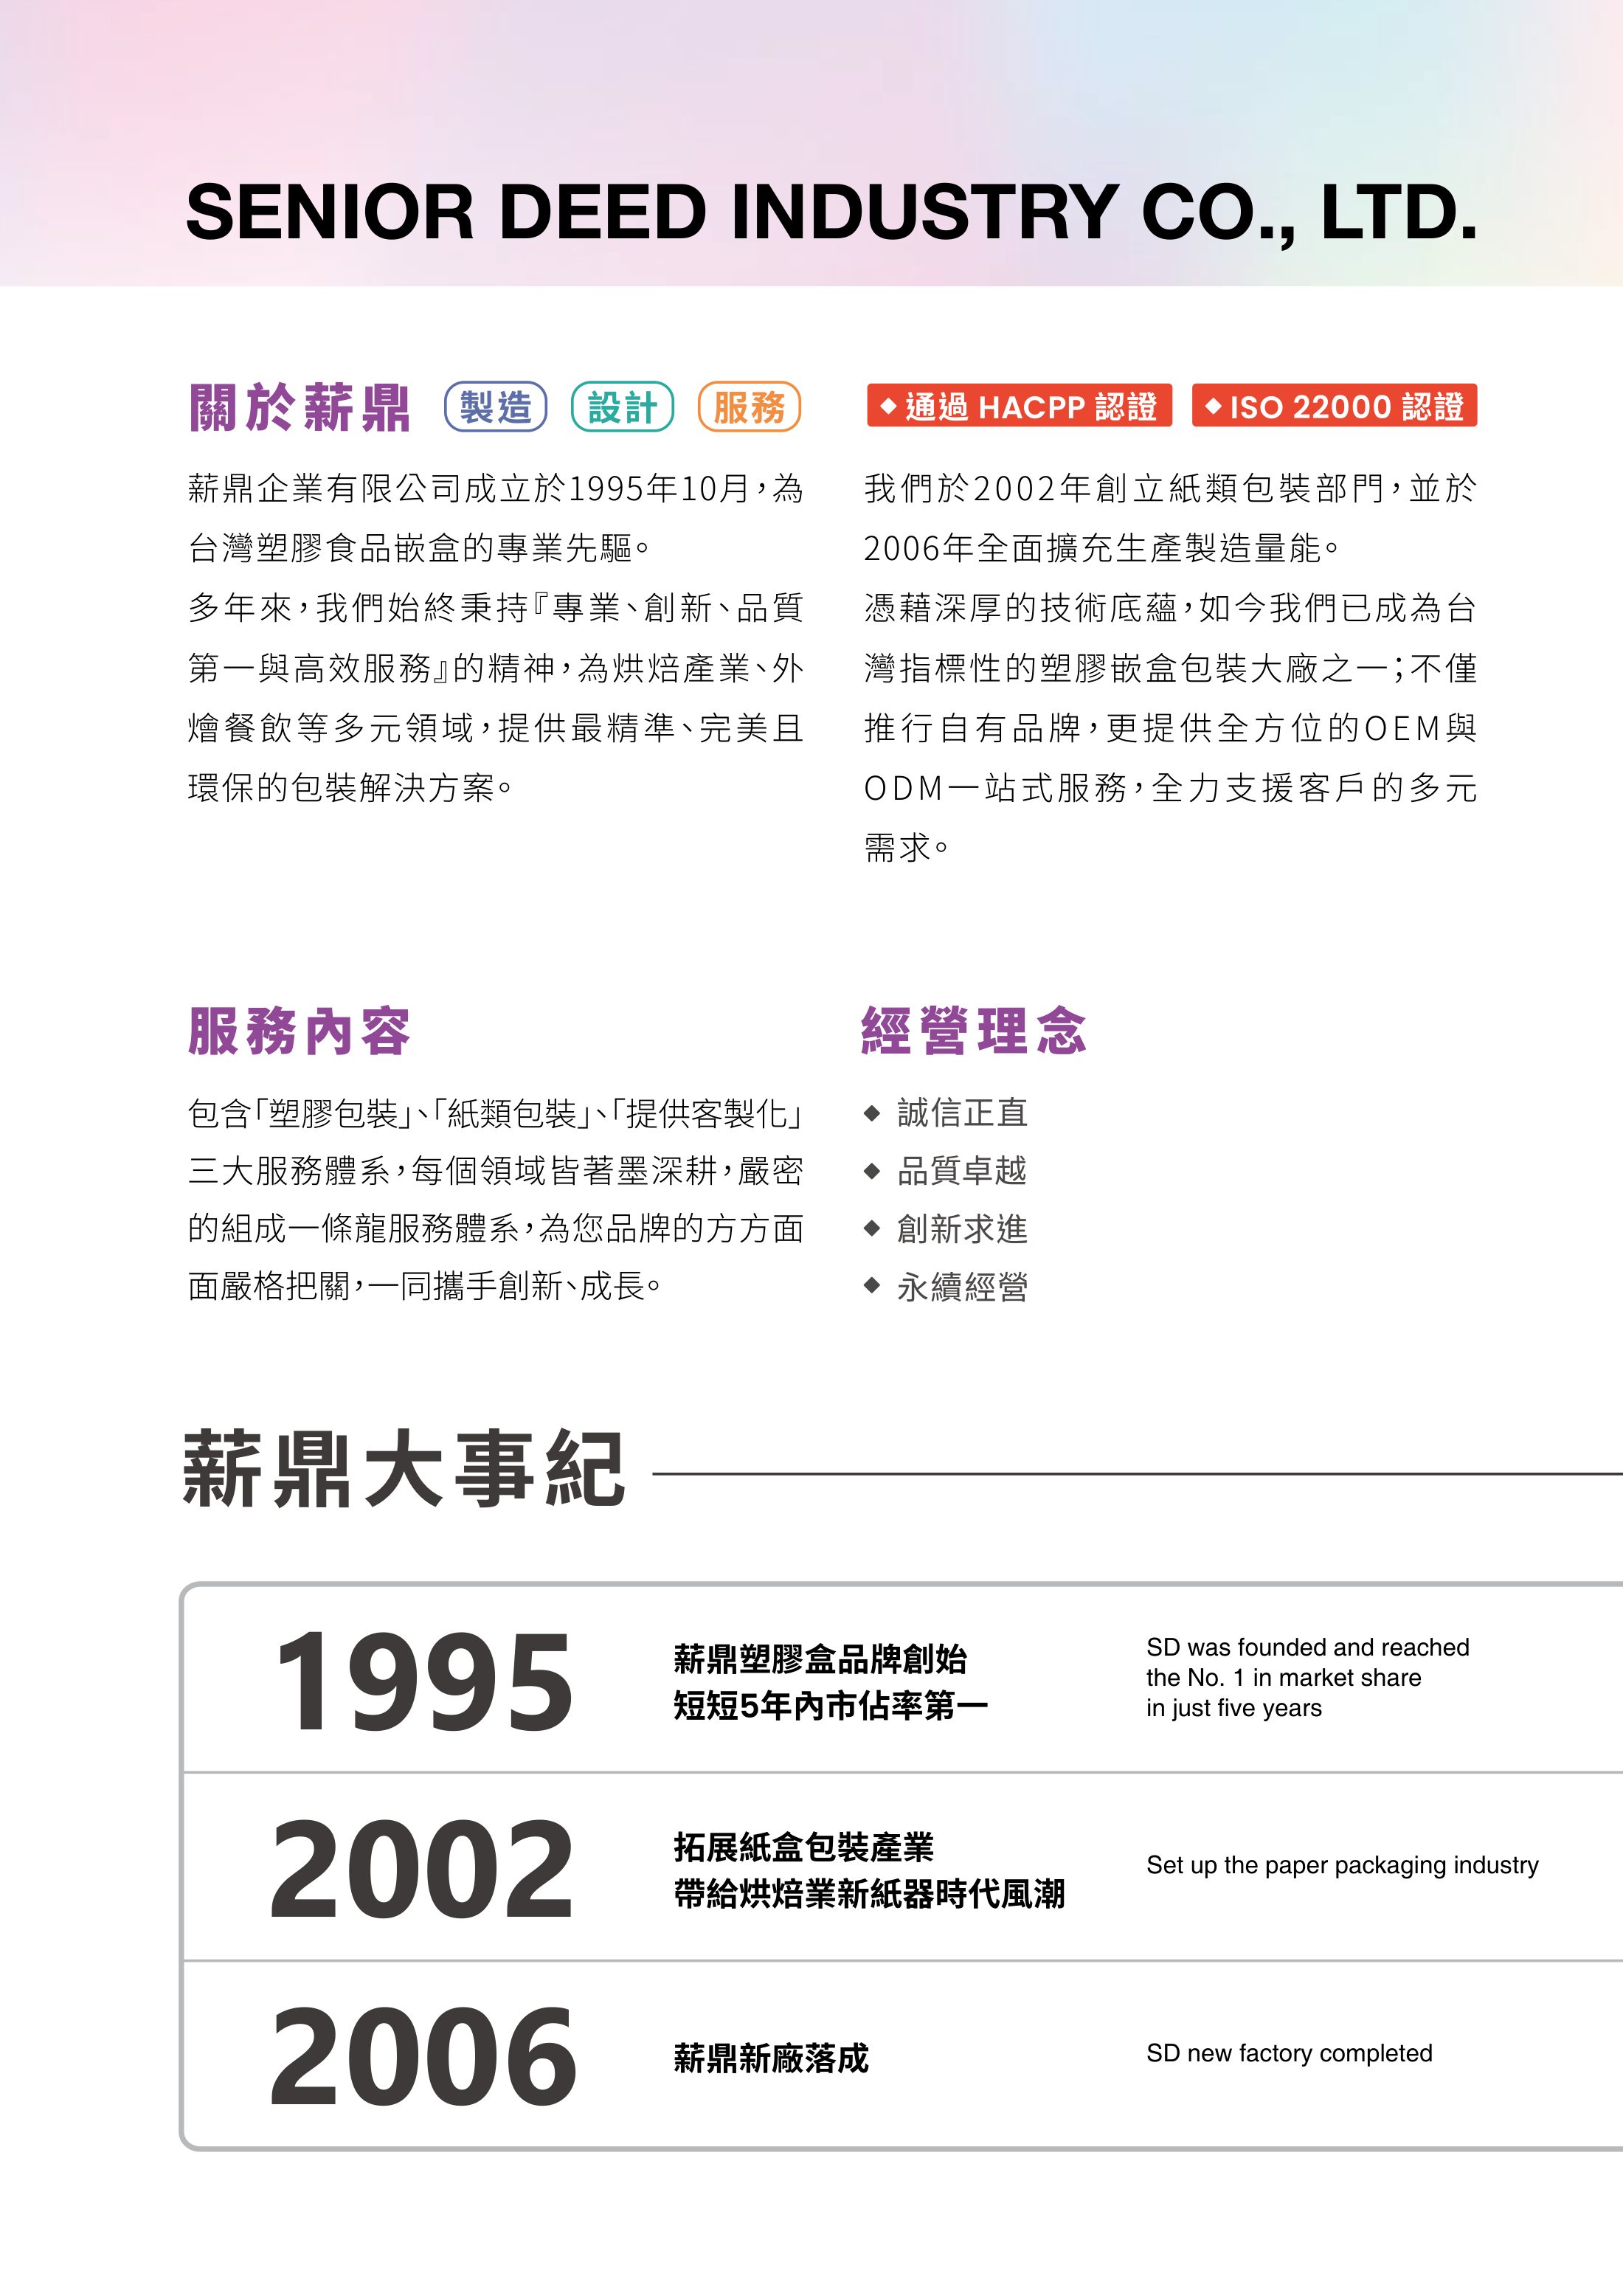 SENIOR DEED INDUSTRY CO., LTD.
關於薪鼎 製造 設計 服務
薪鼎企業有限公司成立於1995年10月，為
台灣塑膠食品嵌盒的專業先驅。
多年來，我們始終秉持『專業、創新、品質
第一與高效服務』的精神，為烘焙產業、外
燴餐飲等多元領域，提供最精準、完美且
環保的包裝解決方案。
◆ 通過 HACPP 認證 ◆ ISO 22000 認證
我們於2002年創立紙類包裝部門，並於
2006年全面擴充生產製造量能。
憑藉深厚的技術底蘊，如今我們已成為台
灣指標性的塑膠嵌盒包裝大廠之一；不僅
推行自有品牌，更提供全方位的OEM與
ODM一站式服務，全力支援客戶的多元
需求。
服務內容
包含「塑膠包裝」、「紙類包裝」、「提供客製化」
三大服務體系，每個領域皆著墨深耕，嚴密
的組成一條龍服務體系，為您品牌的方方面
面嚴格把關，一同攜手創新、成長。
經營理念
◆ 誠信正直
◆ 品質卓越
◆ 創新求進
◆ 永續經營
薪鼎大事紀
1995
薪鼎塑膠盒品牌創始
短短5年內市佔率第一
SD was founded and reached
the No. 1 in market share
in just five years
2002
拓展紙盒包裝產業
帶給烘焙業新紙器時代風潮
Set up the paper packaging industry
2006
薪鼎新廠落成
SD new factory completed